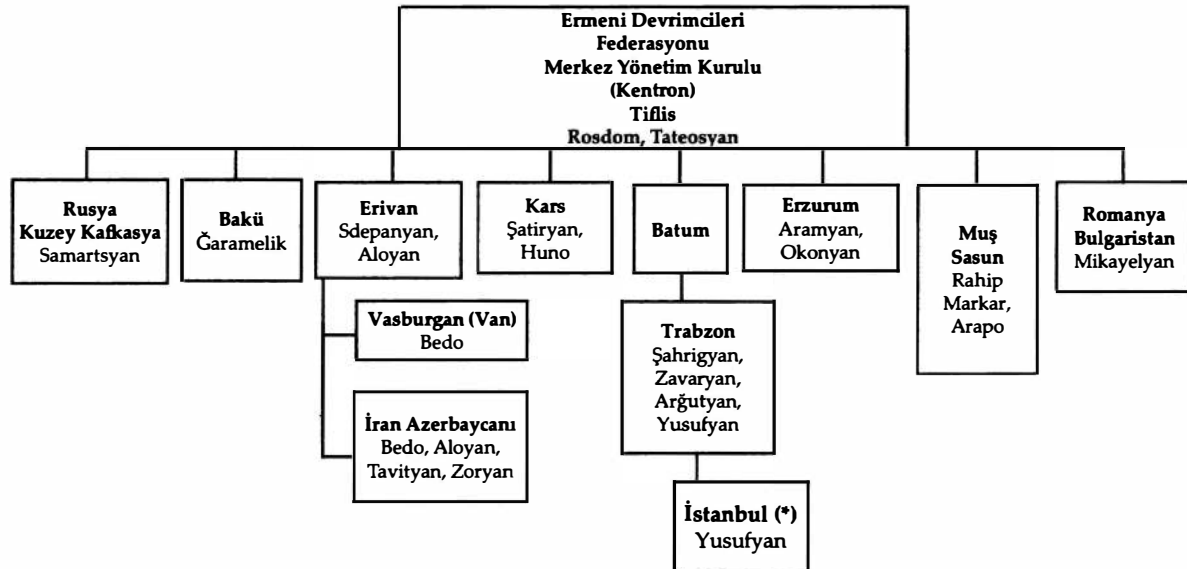 Ermeni Devrimcileri
Federasyonu
Merkez Yönetim Kurulu
(Kentron)
Tiflis
Rosdom, Tateosyan
Rusya
Kuzey Kafkasya
Samartsyan
Bakü
Ğaramelik
Erivan
Sdepanyan,
Aloyan
Kars
Şatiryan,
Huno
Batum
Erzurum
Aramyan,
Okonyan
Muş
Sasun
Rahip
Markar,
Arapo
Romanya
Bulgaristan
Mikayelyan
Vasburgan (Van)
Bedo
İran Azerbaycanı
Bedo, Aloyan,
Tavityan, Zoryan
Trabzon
Şahrigyan,
Zavaryan,
Arğutyan,
Yusufyan
İstanbul (*)
Yusufyan